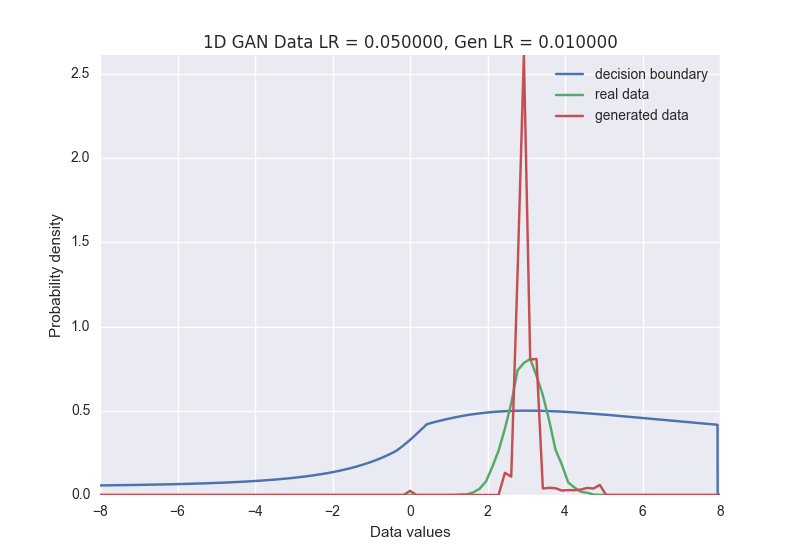 1D GAN Data LR = 0.050000, Gen LR = 0.010000
decision boundary
real data
generated data
Probability density
2.5
2.0
1.5
1.0
0.5
0.0
−8 −6 −4 −2 0 2 4 6 8
Data values